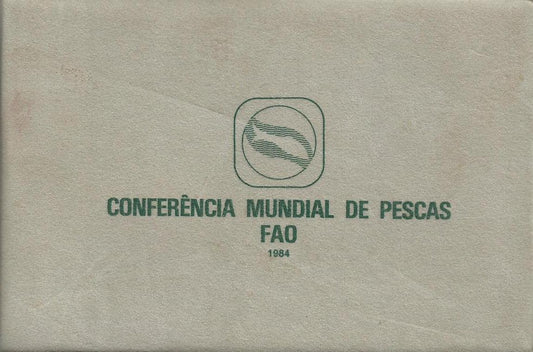 CONFERÊNCIA MUNDIAL DE PESCAS
FAO
1984